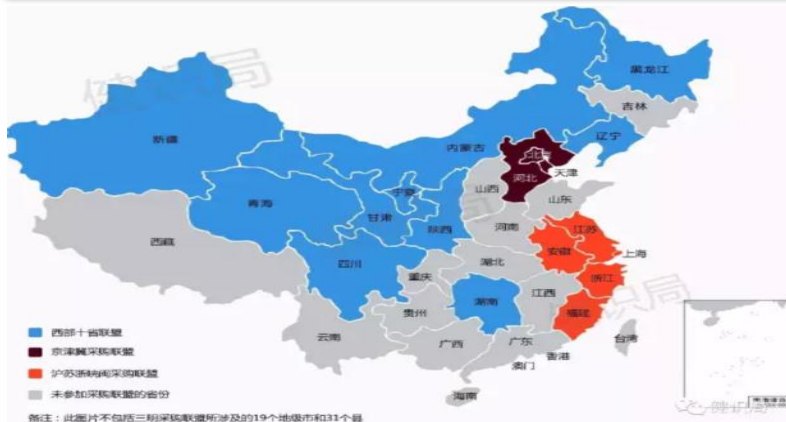 健识局
黑龙江
吉林
新疆
内蒙古
辽宁
北京
天津
河北
宁夏
山西
青海
山东
甘肃
陕西
河南
江苏
西藏
安徽
上海
四川
湖北
重庆
浙江
湖南
江西
贵州
福建
云南
台湾
广西
广东
香港
澳门
海南
西部十省联盟
京津冀采购联盟
沪苏浙皖闽采购联盟
未参加采购联盟的省份
备注：此图片不包括三明采购联盟所涉及的19个地级市和31个县
健识局